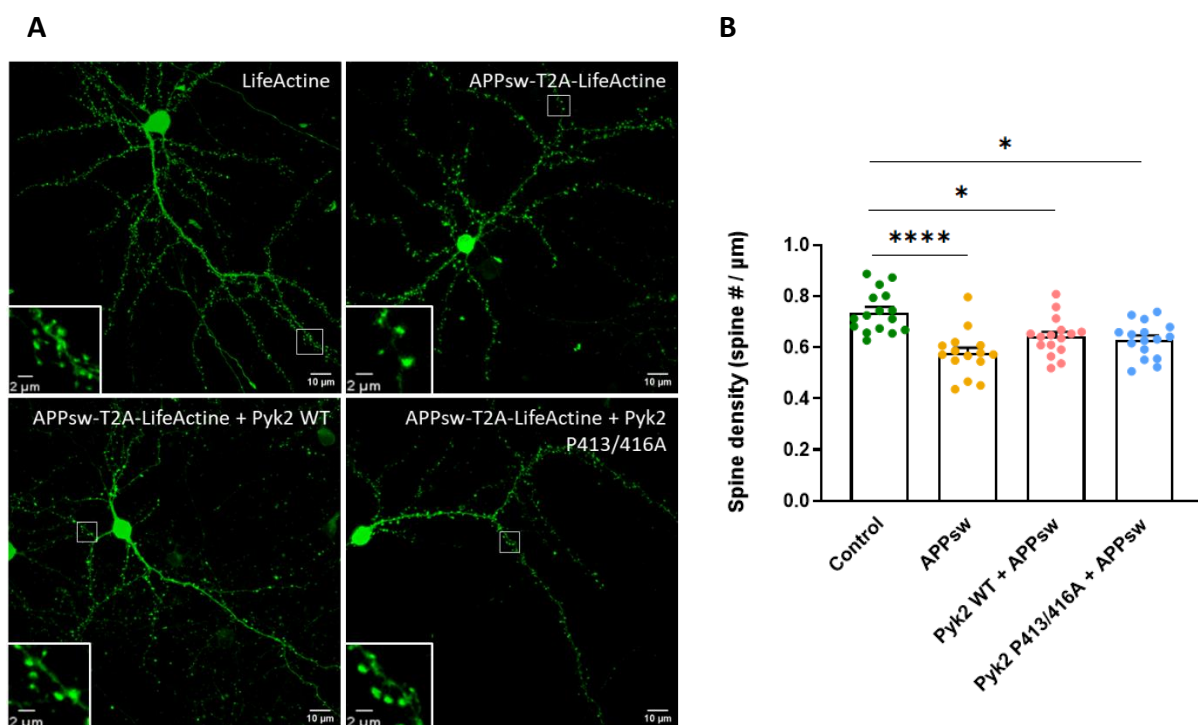 A
B
LifeActine
2 µm
10 µm
APPsw-T2A-LifeActine
2 µm
10 µm
APPsw-T2A-LifeActine + Pyk2 WT
2 µm
10 µm
APPsw-T2A-LifeActine + Pyk2
P413/416A
2 µm
10 µm
*
*
****
Spine density (spine # / µm)
1.0
0.8
0.6
0.4
0.2
0.0
Control
APPsw
Pyk2 WT + APPsw
Pyk2 P413/416A + APPsw